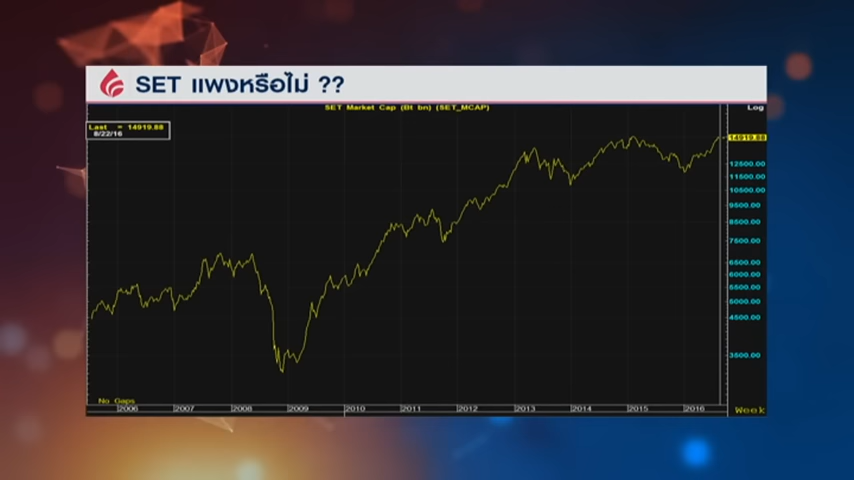 SET แพงหรือไม่ ??
SET Market Cap (Bt bn) (SET_MCAP)
Log
Last = 14919.88
8/22/16
14919.88
12500.00
11500.00
10500.00
9500.00
8500.00
7500.00
6500.00
6000.00
5500.00
5000.00
4500.00
3500.00
No Gaps
2006 2007 2008 2009 2010 2011 2012 2013 2014 2015 2016 Week